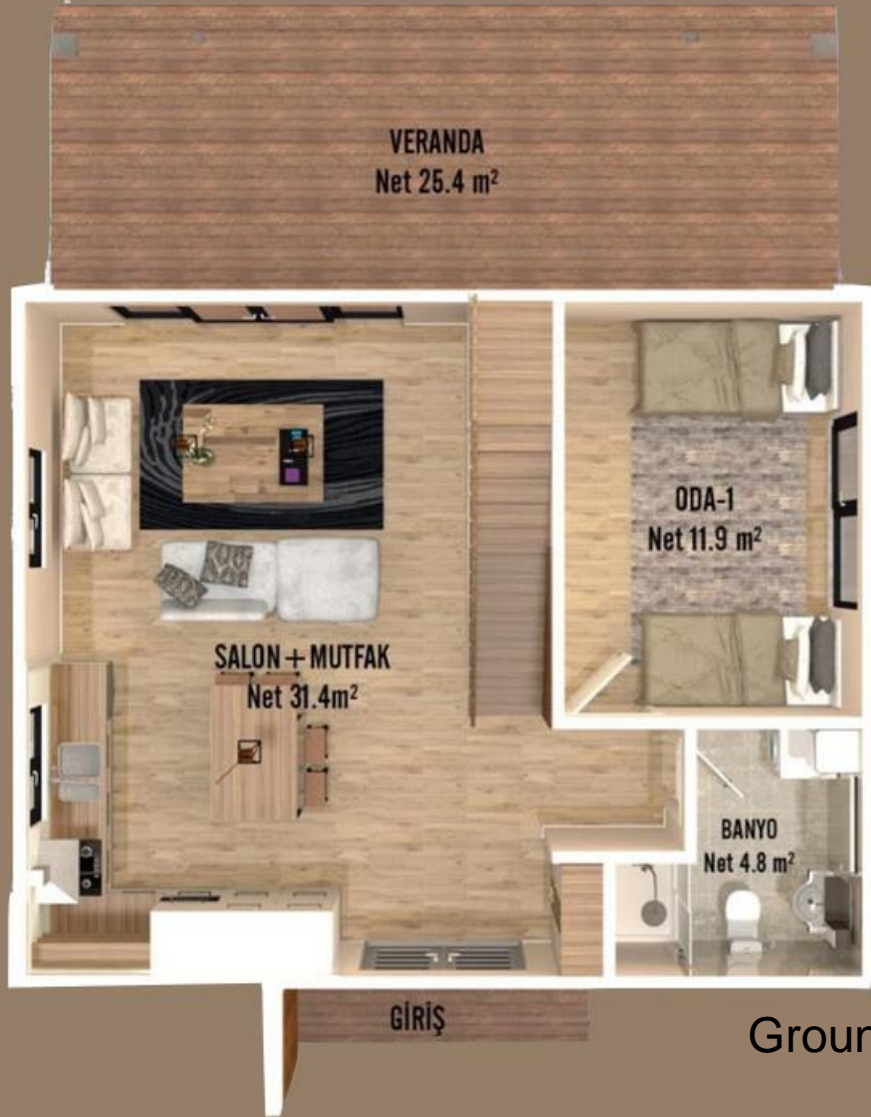 VERANDA
Net 25.4 m²
ODA-1
Net 11.9 m²
SALON + MUTFAK
Net 31.4m²
BANYO
Net 4.8 m²
GİRİŞ